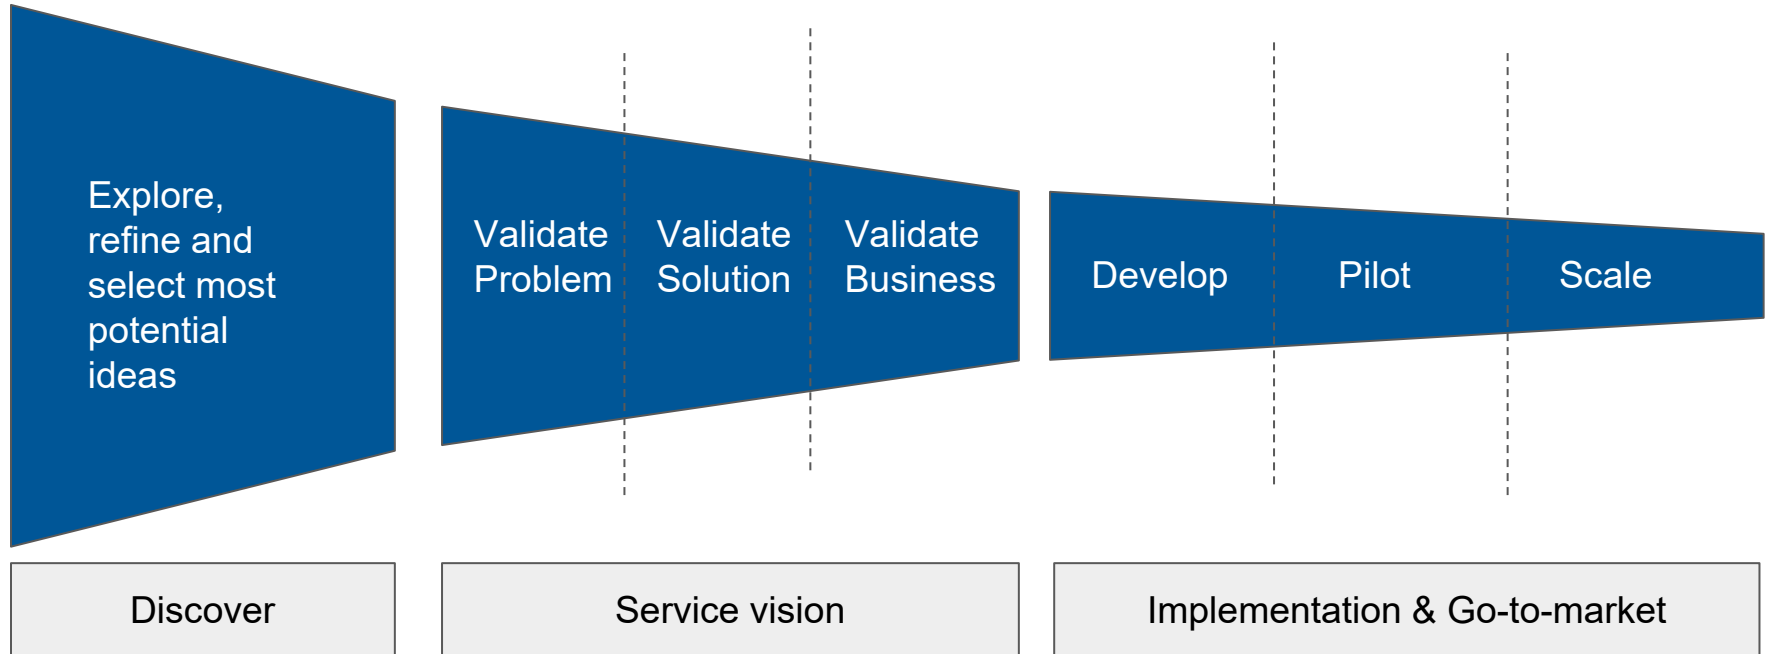 Explore,
refine and
select most
potential
ideas
Validate
Problem
Validate
Solution
Validate
Business
Develop
Pilot
Scale
Discover
Service vision
Implementation & Go-to-market